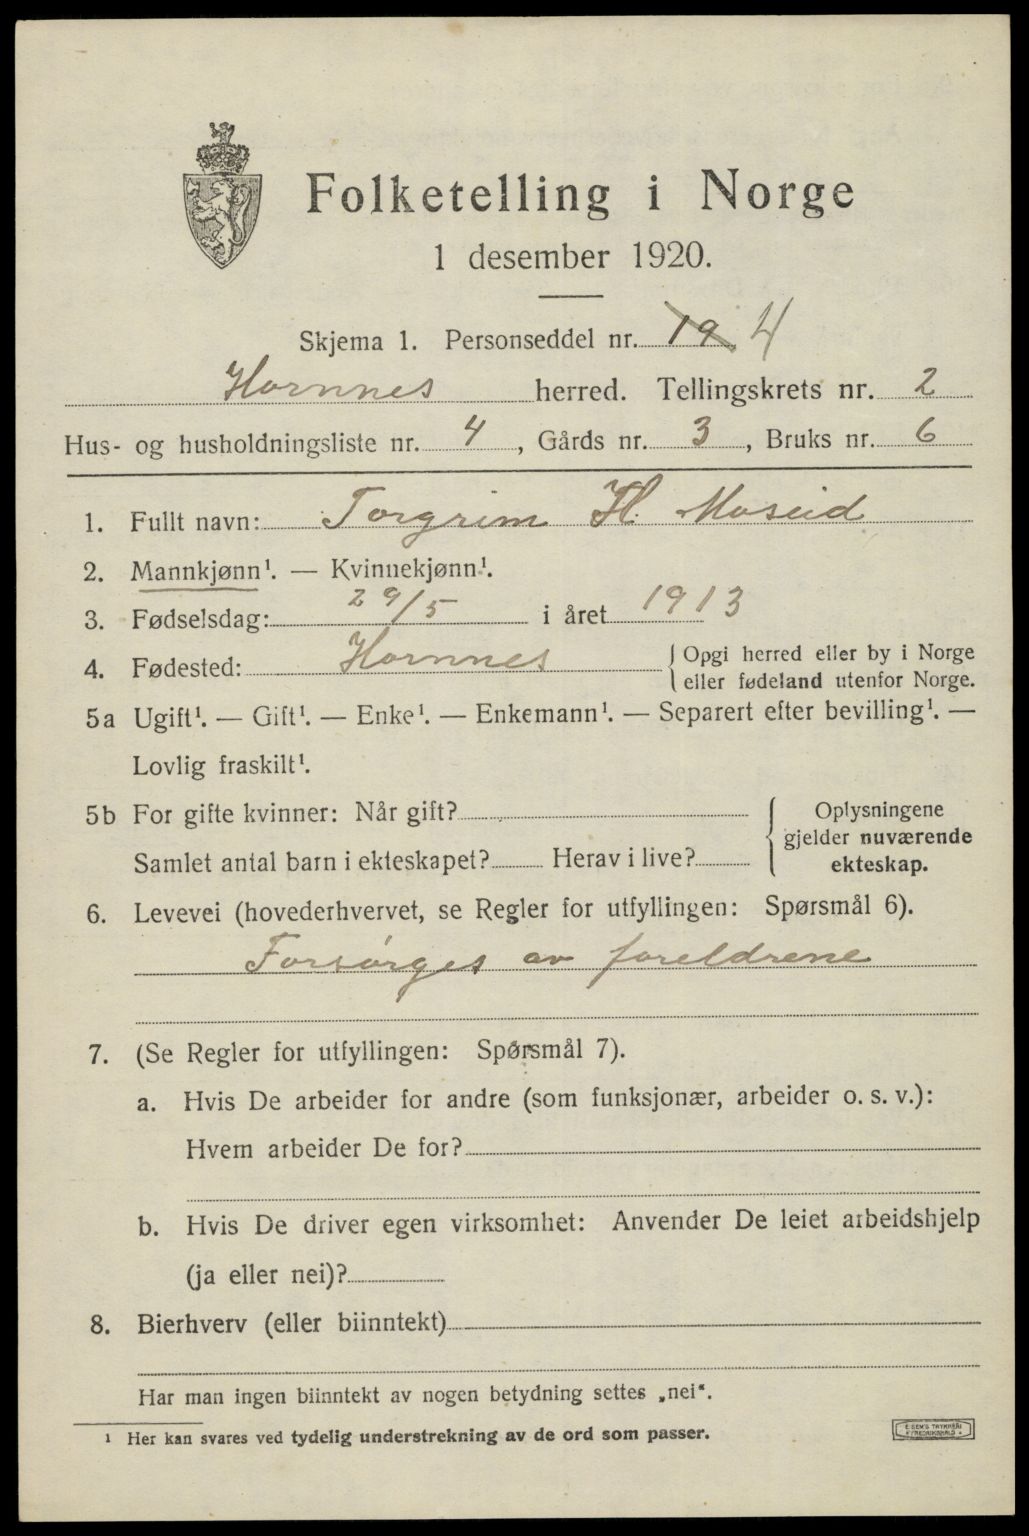 Folketelling i Norge
1 desember 1920.
Skjema 1. Personseddel nr. 19. 4
Hornnes herred. Tellingskrets nr. 2
Hus- og husholdningsliste nr. 4, Gårds nr. 3, Bruks nr. 6
1. Fullt navn: Torgrim H. Moseid
2. Mannkjønn¹. — Kvinnekjønn¹.
3. Fødselsdag: 29/5 i året 1913
4. Fødested: Hornnes { Opgi herred eller by i Norge
eller fødeland utenfor Norge.
5a Ugift¹. — Gift¹. — Enke¹. — Enkemann¹. — Separert efter bevilling¹. —
Lovlig fraskilt¹.
5b For gifte kvinner: Når gift?
Samlet antal barn i ekteskapet? Herav i live?
{ Oplysningene
gjelder nuværende
ekteskap.
6. Levevei (hovederhvervet, se Regler for utfyllingen: Spørsmål 6).
Forsørges av foreldrene
7. (Se Regler for utfyllingen: Spørsmål 7).
a. Hvis De arbeider for andre (som funksjonær, arbeider o. s. v.):
Hvem arbeider De for?
b. Hvis De driver egen virksomhet: Anvender De leiet arbeidshjelp
(ja eller nei)?
8. Bierhverv (eller biinntekt)
Har man ingen biinntekt av nogen betydning settes „nei".
¹ Her kan svares ved tydelig understrekning av de ord som passer.
E SEM'S TRYKKERI
FREDRIKSHALD